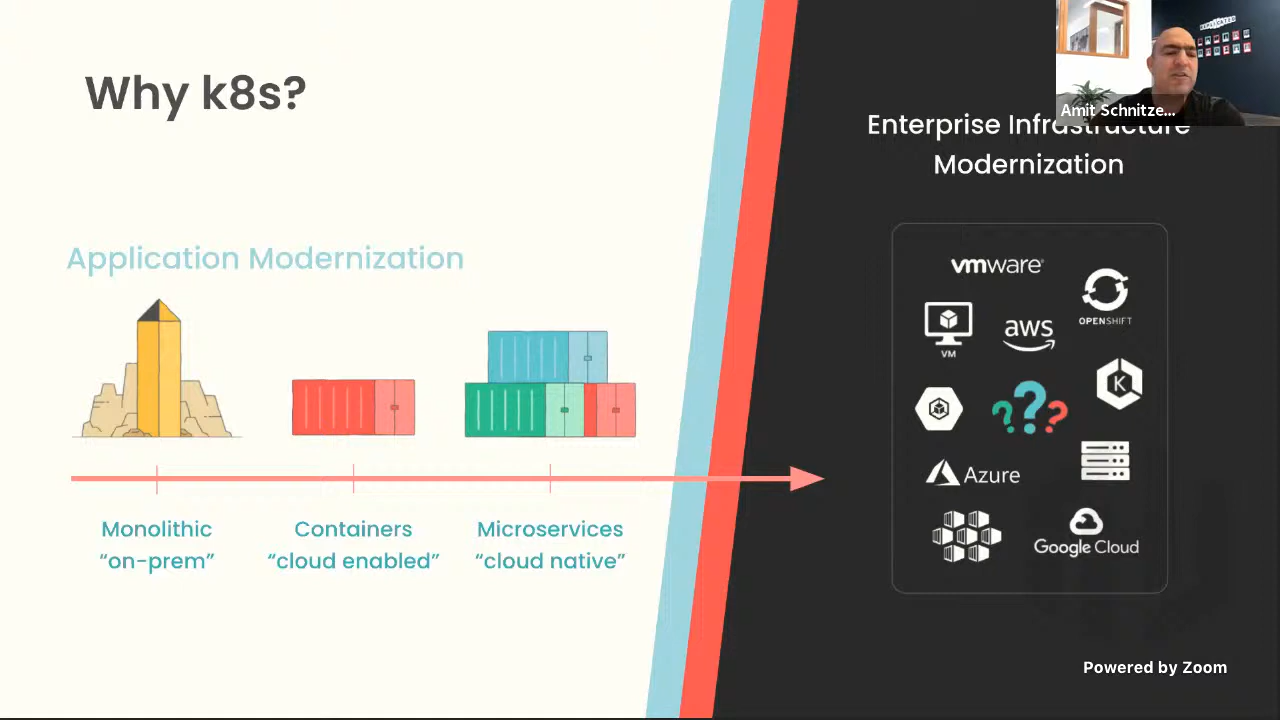 Why k8s?
Amit Schnitze...
Enterprise Infrastructure
Modernization
Application Modernization
vmware®
OPENSHIFT
VM
aws
K
???
Azure
Google Cloud
Monolithic
“on-prem”
Containers
“cloud enabled”
Microservices
“cloud native”
Powered by Zoom